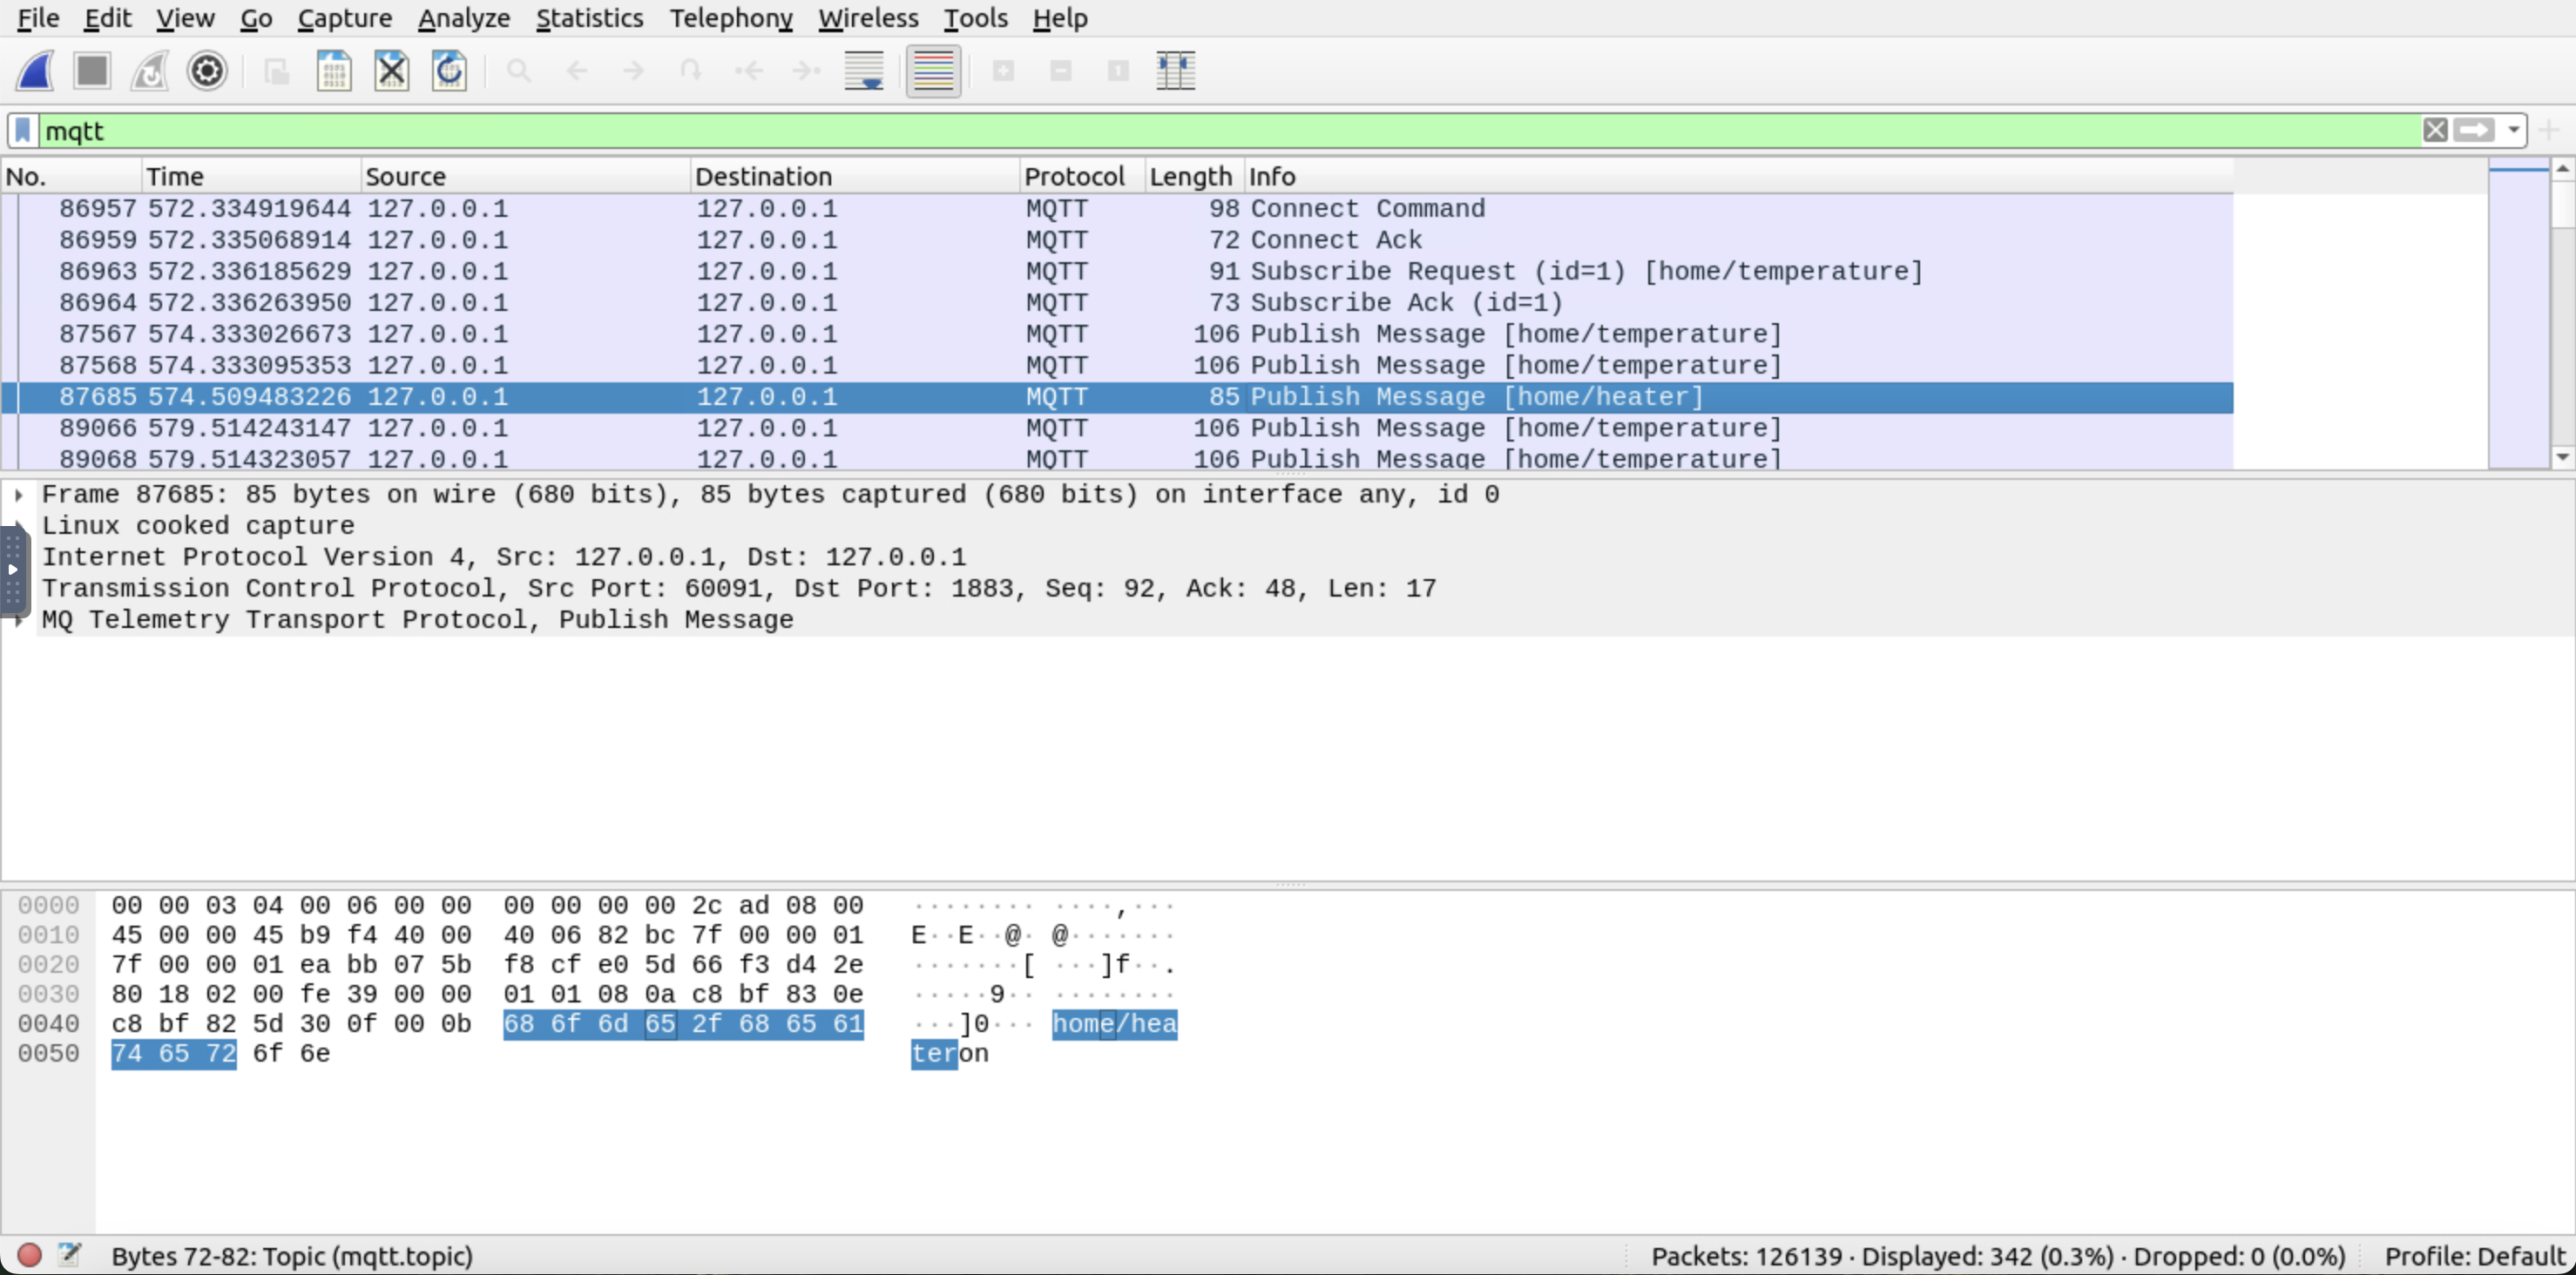 File Edit View Go Capture Analyze Statistics Telephony Wireless Tools Help
mqtt
No. Time Source Destination Protocol Length Info
86957 572.334919644 127.0.0.1 127.0.0.1 MQTT 98 Connect Command
86959 572.335068914 127.0.0.1 127.0.0.1 MQTT 72 Connect Ack
86963 572.336185629 127.0.0.1 127.0.0.1 MQTT 91 Subscribe Request (id=1) [home/temperature]
86964 572.336263950 127.0.0.1 127.0.0.1 MQTT 73 Subscribe Ack (id=1)
87567 574.333026673 127.0.0.1 127.0.0.1 MQTT 106 Publish Message [home/temperature]
87568 574.333095353 127.0.0.1 127.0.0.1 MQTT 106 Publish Message [home/temperature]
87685 574.509483226 127.0.0.1 127.0.0.1 MQTT 85 Publish Message [home/heater]
89066 579.514243147 127.0.0.1 127.0.0.1 MQTT 106 Publish Message [home/temperature]
89068 579.514323057 127.0.0.1 127.0.0.1 MQTT 106 Publish Message [home/temperature]
Frame 87685: 85 bytes on wire (680 bits), 85 bytes captured (680 bits) on interface any, id 0
Linux cooked capture
Internet Protocol Version 4, Src: 127.0.0.1, Dst: 127.0.0.1
Transmission Control Protocol, Src Port: 60091, Dst Port: 1883, Seq: 92, Ack: 48, Len: 17
MQ Telemetry Transport Protocol, Publish Message
0000 00 00 03 04 00 06 00 00 00 00 00 00 2c ad 08 00 ········ ····,···
0010 45 00 00 45 b9 f4 40 00 40 06 82 bc 7f 00 00 01 E··E··@· @·······
0020 7f 00 00 01 ea bb 07 5b f8 cf e0 5d 66 f3 d4 2e ·······[ ···]f··.
0030 80 18 02 00 fe 39 00 00 01 01 08 0a c8 bf 83 0e ·····9·· ········
0040 c8 bf 82 5d 30 0f 00 0b 68 6f 6d 65 2f 68 65 61 ···]0··· home/hea
0050 74 65 72 6f 6e teron
Bytes 72-82: Topic (mqtt.topic) Packets: 126139 · Displayed: 342 (0.3%) · Dropped: 0 (0.0%) Profile: Default